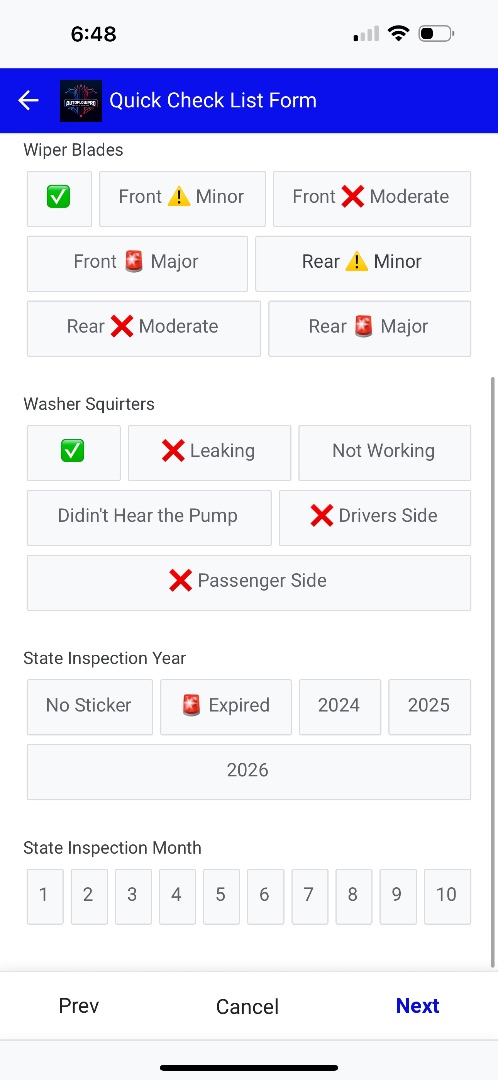 6:48
Quick Check List Form
Wiper Blades
✅ Front ⚠️ Minor Front ❌ Moderate
Front 🚨 Major Rear ⚠️ Minor
Rear ❌ Moderate Rear 🚨 Major
Washer Squirters
✅ ❌ Leaking Not Working
Didin't Hear the Pump ❌ Drivers Side
❌ Passenger Side
State Inspection Year
No Sticker 🚨 Expired 2024 2025
2026
State Inspection Month
1 2 3 4 5 6 7 8 9 10
Prev Cancel Next